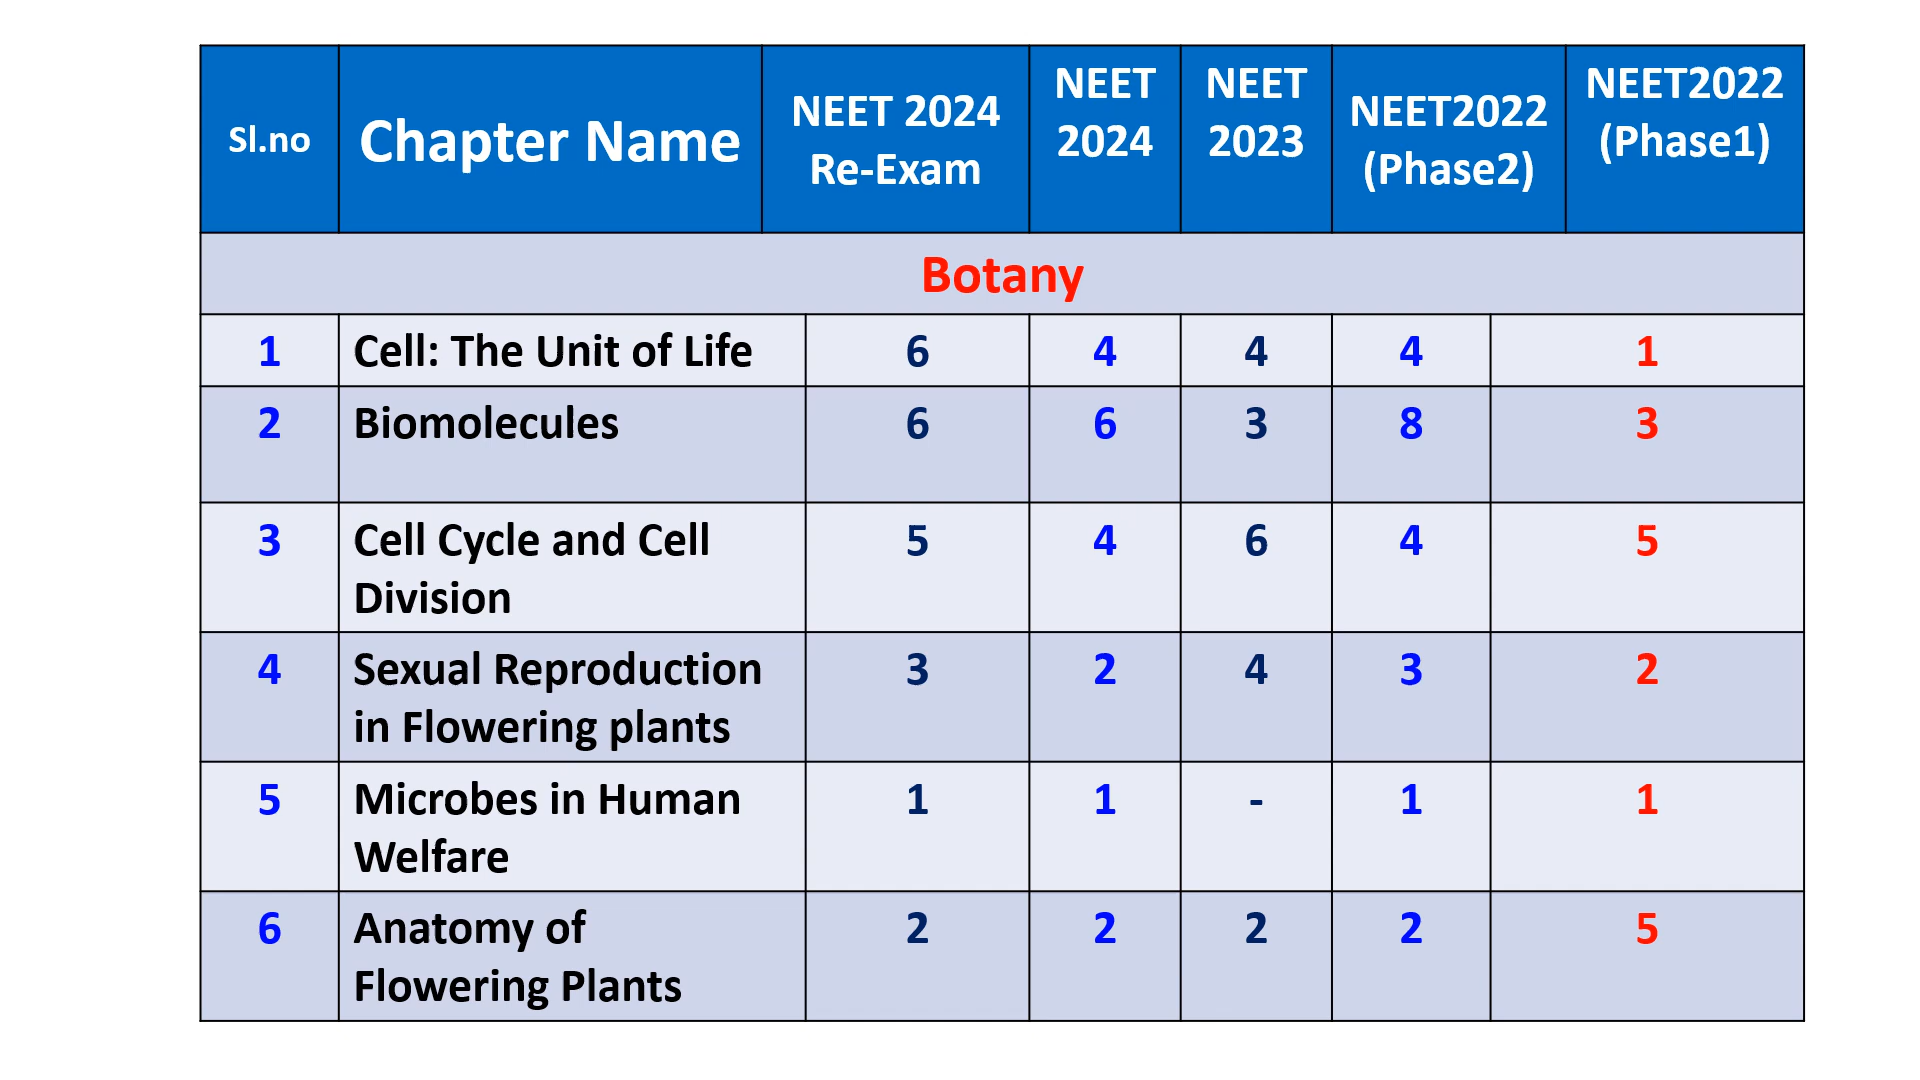 Sl.no Chapter Name NEET 2024 Re-Exam NEET 2024 NEET 2023 NEET2022 (Phase2) NEET2022 (Phase1)
Botany
1 Cell: The Unit of Life 6 4 4 4 1
2 Biomolecules 6 6 3 8 3
3 Cell Cycle and Cell 5 4 6 4 5
Division
4 Sexual Reproduction 3 2 4 3 2
in Flowering plants
5 Microbes in Human 1 1 - 1 1
Welfare
6 Anatomy of 2 2 2 2 5
Flowering Plants